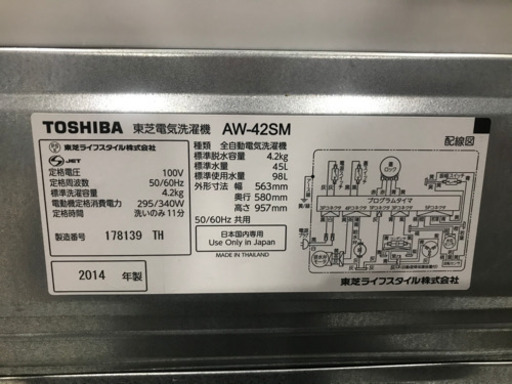 TOSHIBA 東芝電気洗濯機 AW-42SM
東芝ライフスタイル株式会社
S-JET
定格電圧 100V
定格周波数 50/60Hz
標準洗濯容量 4.2kg
電動機定格消費電力 295/340W
定格時間 洗いのみ 11分
製造番号 178139 TH
2014 年製
種類 全自動電気洗濯機
標準脱水容量 4.2kg
標準水量 45L
標準使用水量 98L
外形寸法 幅 563mm
奥行 580mm
高さ 957mm
50/60Hz 共用
日本国内専用
Use Only in Japan
MADE IN THAILAND
配線図
ロック
プログラムタイマ
東芝ライフスタイル株式会社